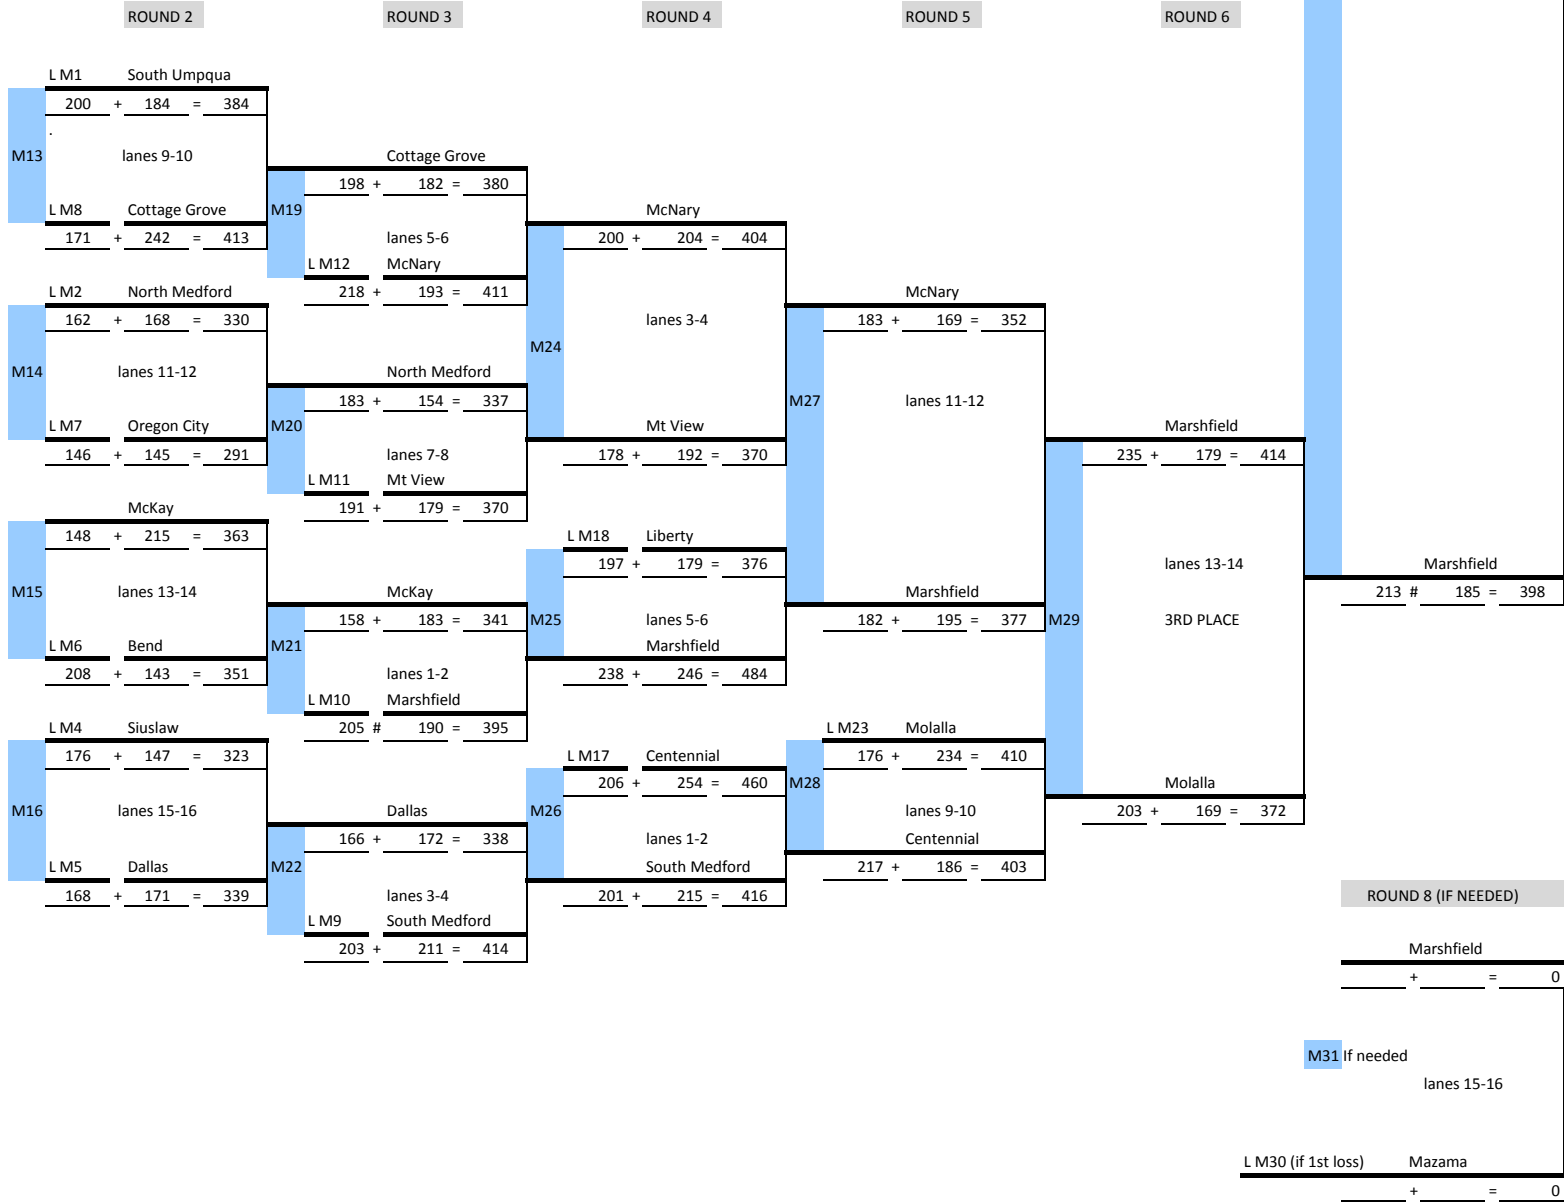 ROUND 2 ROUND 3 ROUND 4 ROUND 5 ROUND 6
L M1 South Umpqua
200 + 184 = 384
.
M13 lanes 9-10
L M8 Cottage Grove
171 + 242 = 413
L M2 North Medford
162 + 168 = 330
M14 lanes 11-12
L M7 Oregon City
146 + 145 = 291
McKay
148 + 215 = 363
M15 lanes 13-14
L M6 Bend
208 + 143 = 351
L M4 Siuslaw
176 + 147 = 323
M16 lanes 15-16
L M5 Dallas
168 + 171 = 339
Cottage Grove
198 + 182 = 380
M19 lanes 5-6
L M12 McNary
218 + 193 = 411
North Medford
183 + 154 = 337
M20 lanes 7-8
L M11 Mt View
191 + 179 = 370
McKay
158 + 183 = 341
M21 lanes 1-2
L M10 Marshfield
205 # 190 = 395
Dallas
166 + 172 = 338
M22 lanes 3-4
L M9 South Medford
203 + 211 = 414
McNary
200 + 204 = 404
M24 lanes 3-4
Mt View
178 + 192 = 370
L M18 Liberty
197 + 179 = 376
M25 lanes 5-6
Marshfield
238 + 246 = 484
L M17 Centennial
206 + 254 = 460
M26 lanes 1-2
South Medford
201 + 215 = 416
McNary
183 + 169 = 352
M27 lanes 11-12
Marshfield
182 + 195 = 377
L M23 Molalla
176 + 234 = 410
M28 lanes 9-10
Centennial
217 + 186 = 403
Marshfield
235 + 179 = 414
lanes 13-14
M29 3RD PLACE
Molalla
203 + 169 = 372
Marshfield
213 # 185 = 398
ROUND 8 (IF NEEDED)
Marshfield
+ = 0
M31 If needed
lanes 15-16
L M30 (if 1st loss) Mazama
+ = 0